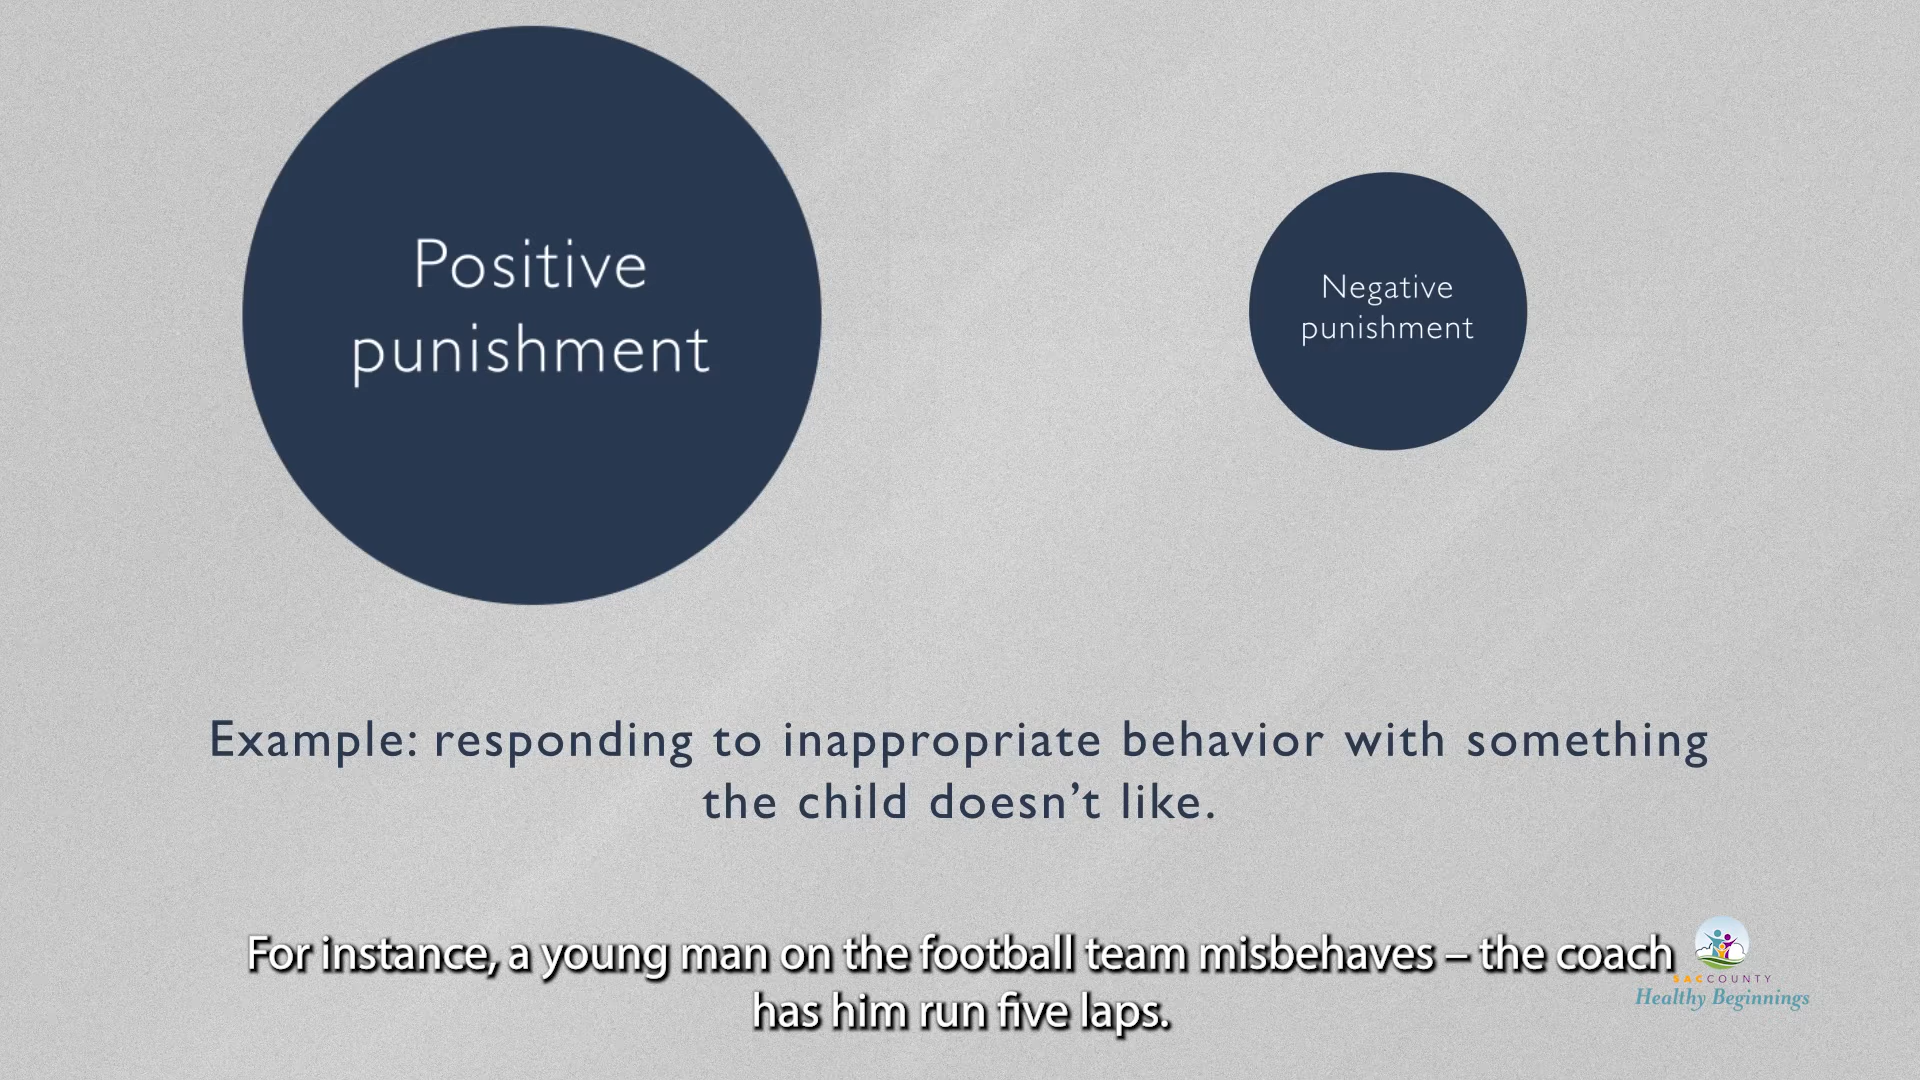 Positive
punishment
Negative
punishment
Example: responding to inappropriate behavior with something
the child doesn’t like.
For instance, a young man on the football team misbehaves – the coach
has him run five laps.
SACCOUNTY
Healthy Beginnings